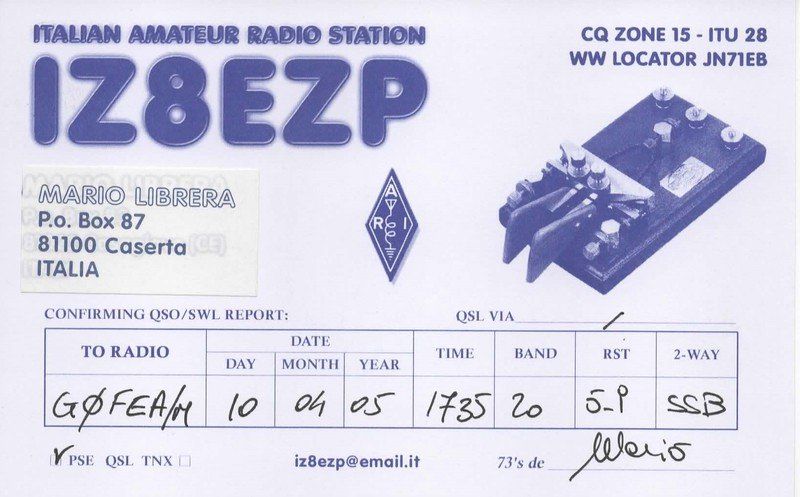 ITALIAN AMATEUR RADIO STATION
IZ8EZP
CQ ZONE 15 - ITU 28
WW LOCATOR JN71EB
MARIO LIBRERA
P.o. Box 87
81100 Caserta
ITALIA
A
R I
CONFIRMING QSO/SWL REPORT: QSL VIA /
TO RADIO DATE TIME BAND RST 2-WAY
DAY MONTH YEAR
GØFEA/M 10 04 05 1735 20 5-9 SSB
PSE QSL TNX iz8ezp@email.it 73's de Mario